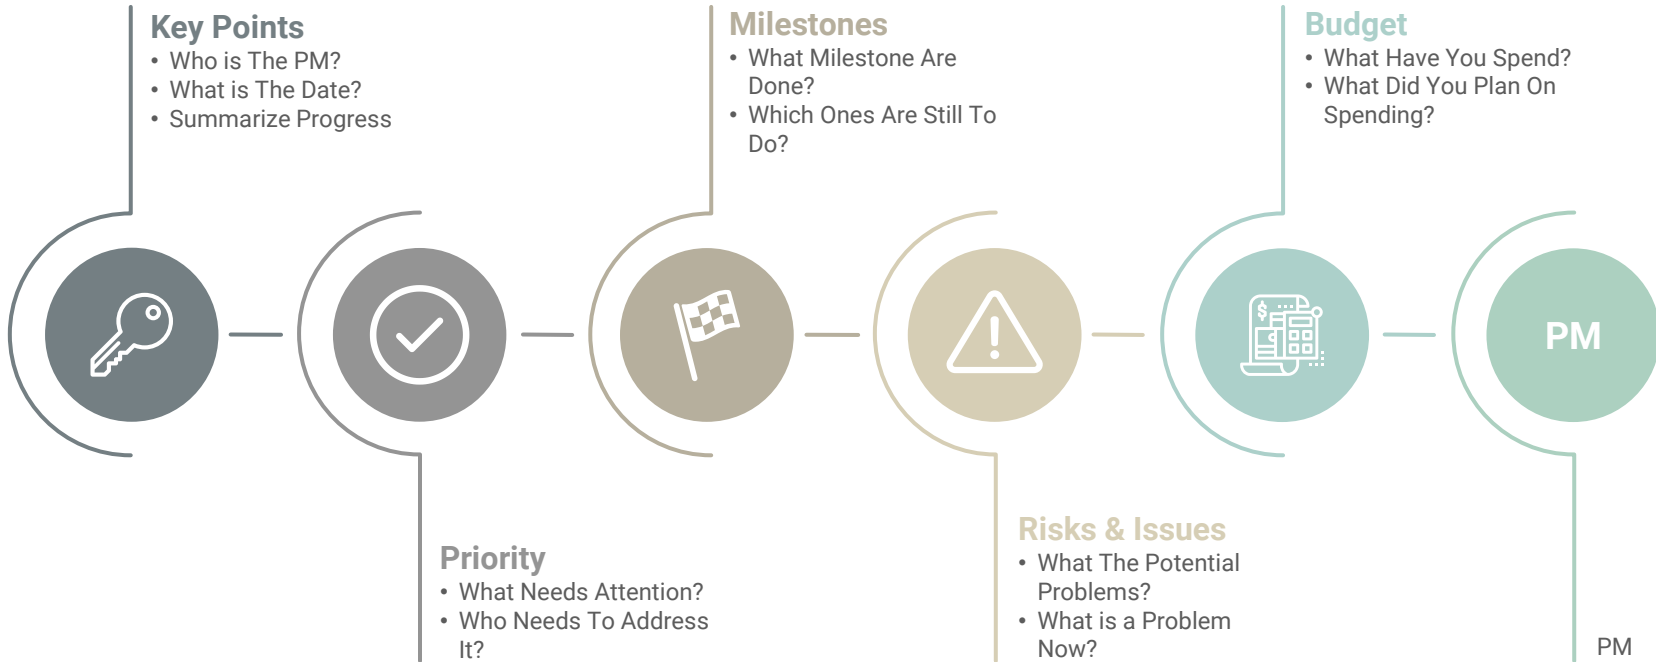 Key Points
• Who is The PM?
• What is The Date?
• Summarize Progress
Milestones
• What Milestone Are
Done?
• Which Ones Are Still To
Do?
Budget
• What Have You Spend?
• What Did You Plan On
Spending?
$
PM
Priority
• What Needs Attention?
• Who Needs To Address
It?
Risks & Issues
• What The Potential
Problems?
• What is a Problem
Now?
PM